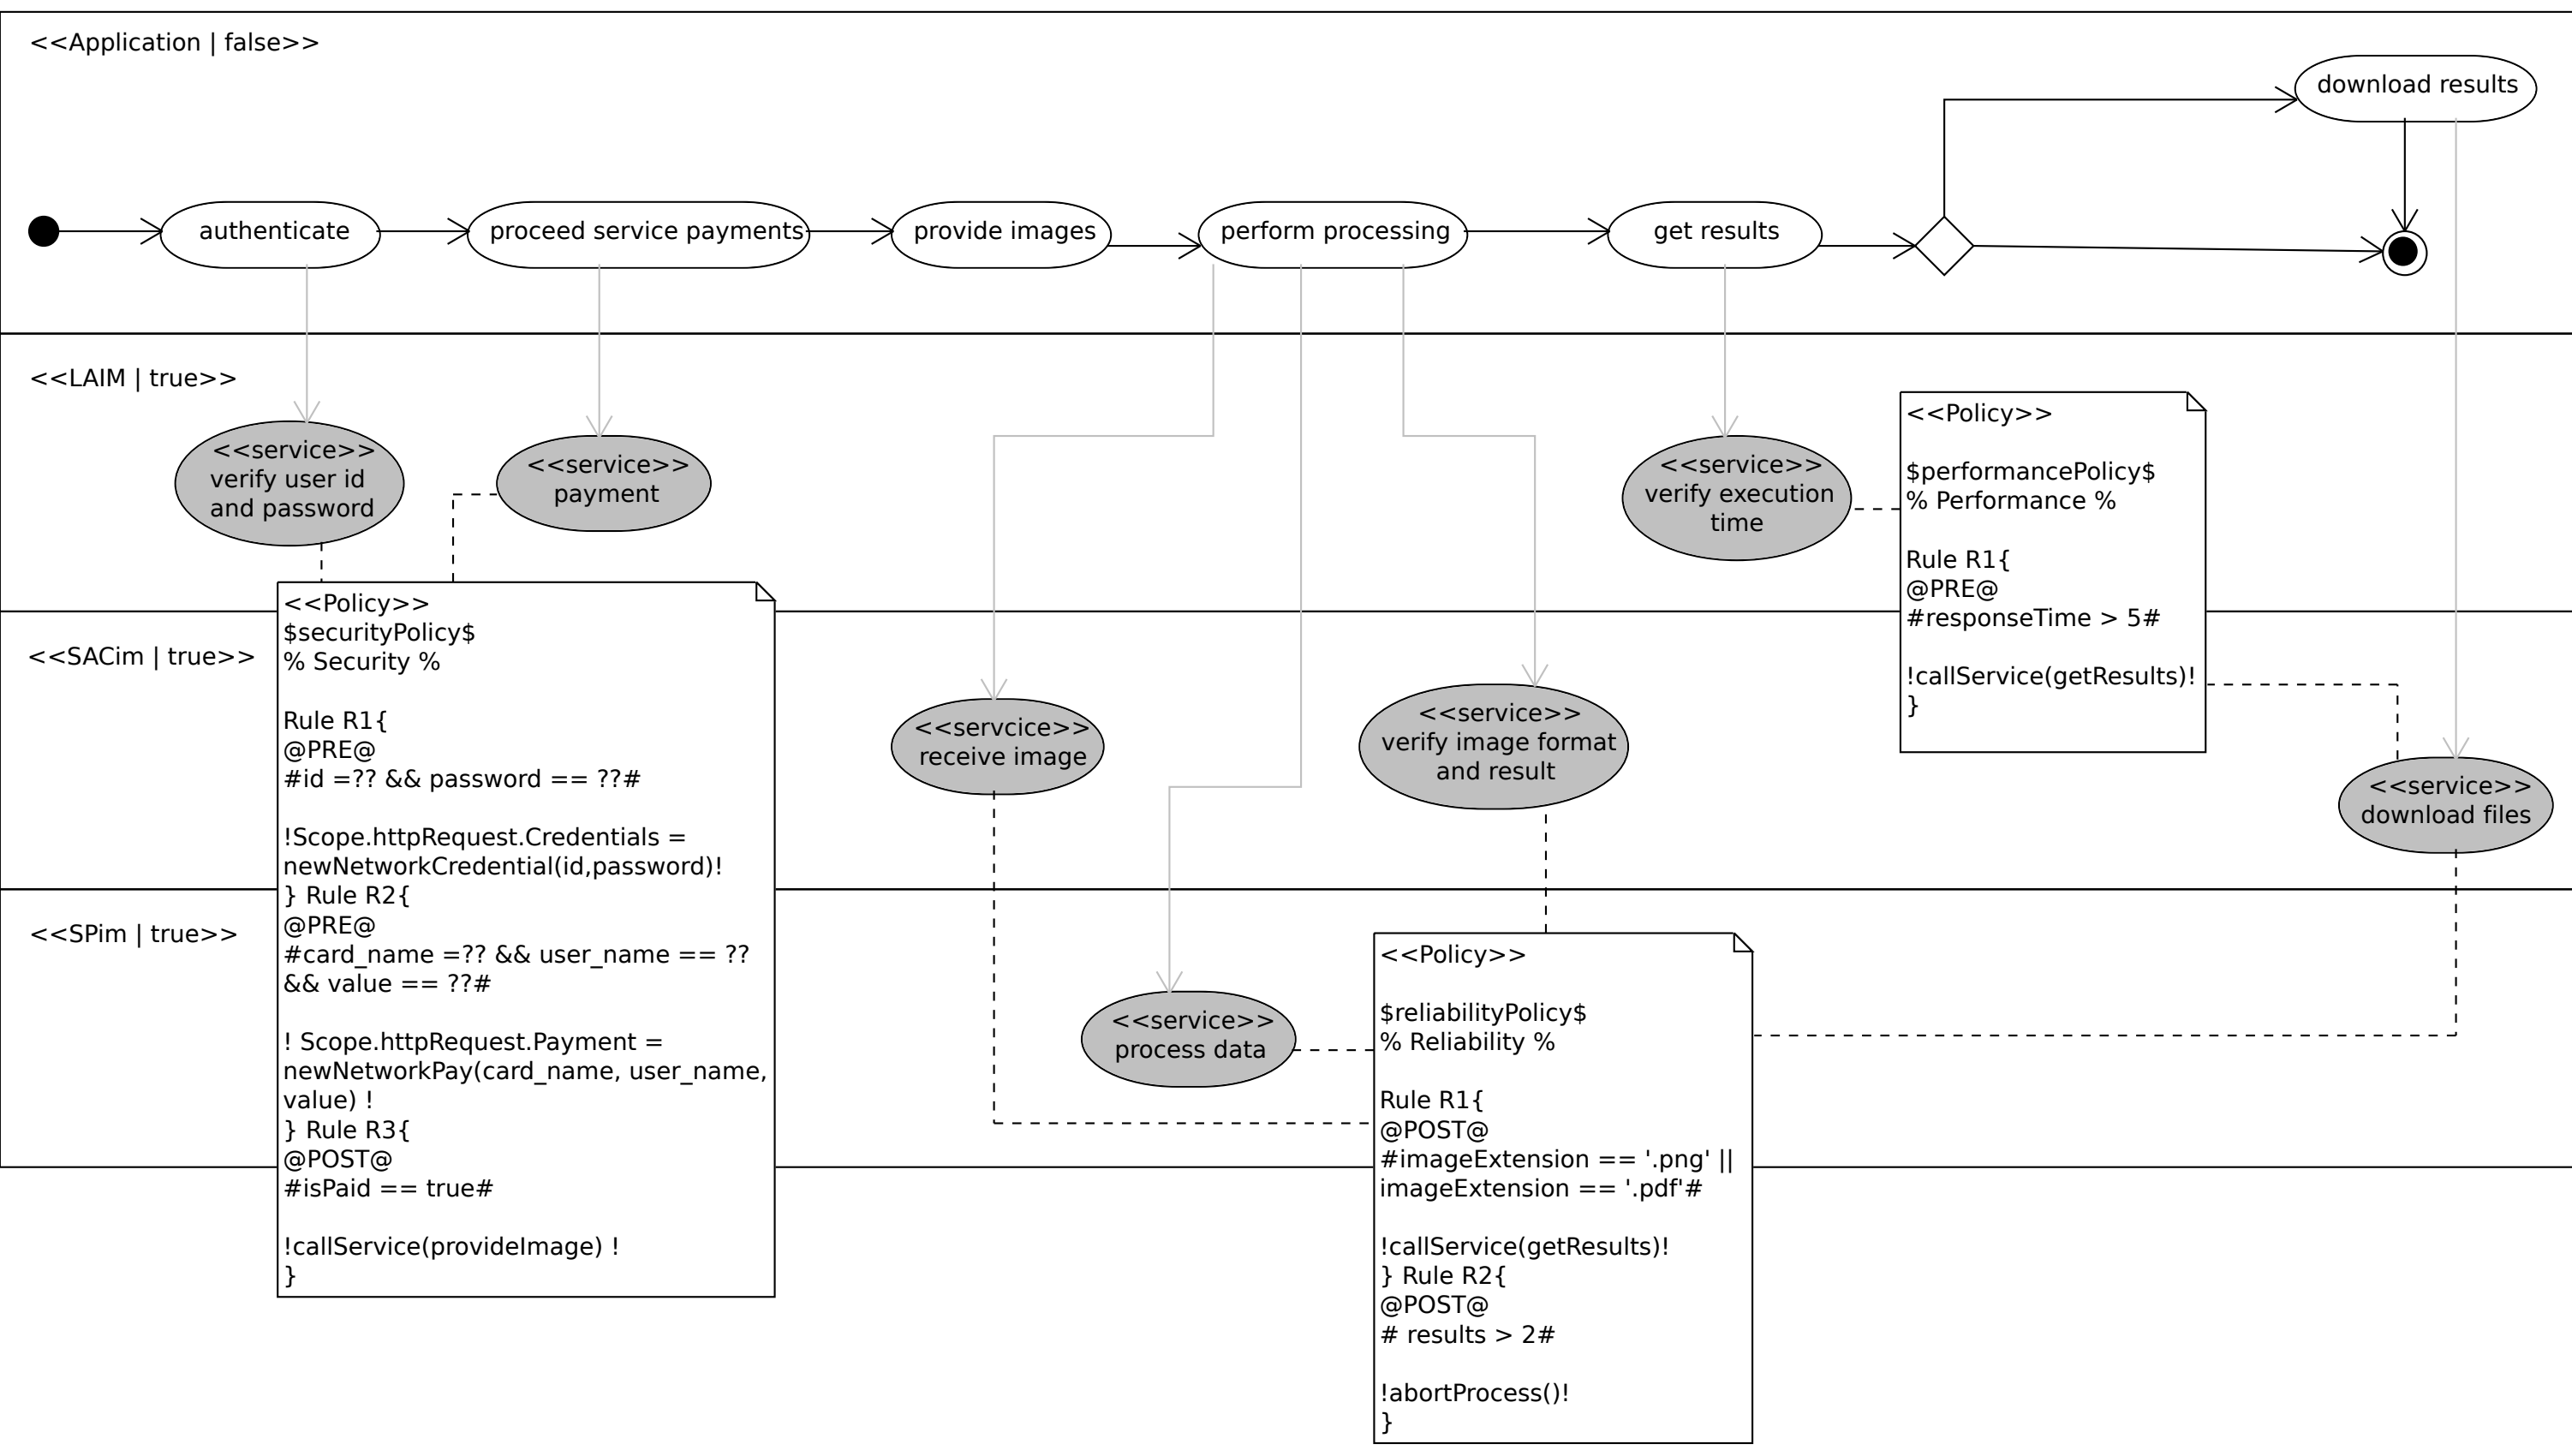 <<Application | false>>
download results
authenticate
proceed service payments
provide images
perform processing
get results
<<LAIM | true>>
<<service>>
verify user id
and password
<<service>>
payment
<<service>>
verify execution
time
<<Policy>>
$performancePolicy$
% Performance %
Rule R1{
@PRE@
#responseTime > 5#
!callService(getResults)!
}
<<SACim | true>>
<<Policy>>
$securityPolicy$
% Security %
Rule R1{
@PRE@
#id =?? && password == ??#
!Scope.httpRequest.Credentials =
newNetworkCredential(id,password)!
} Rule R2{
@PRE@
#card_name =?? && user_name == ??
&& value == ??#
! Scope.httpRequest.Payment =
newNetworkPay(card_name, user_name,
value) !
} Rule R3{
@POST@
#isPaid == true#
!callService(provideImage) !
}
<<servcice>>
receive image
<<service>>
verify image format
and result
<<service>>
download files
<<SPim | true>>
<<service>>
process data
<<Policy>>
$reliabilityPolicy$
% Reliability %
Rule R1{
@POST@
#imageExtension == '.png' ||
imageExtension == '.pdf'#
!callService(getResults)!
} Rule R2{
@POST@
# results > 2#
!abortProcess()!
}